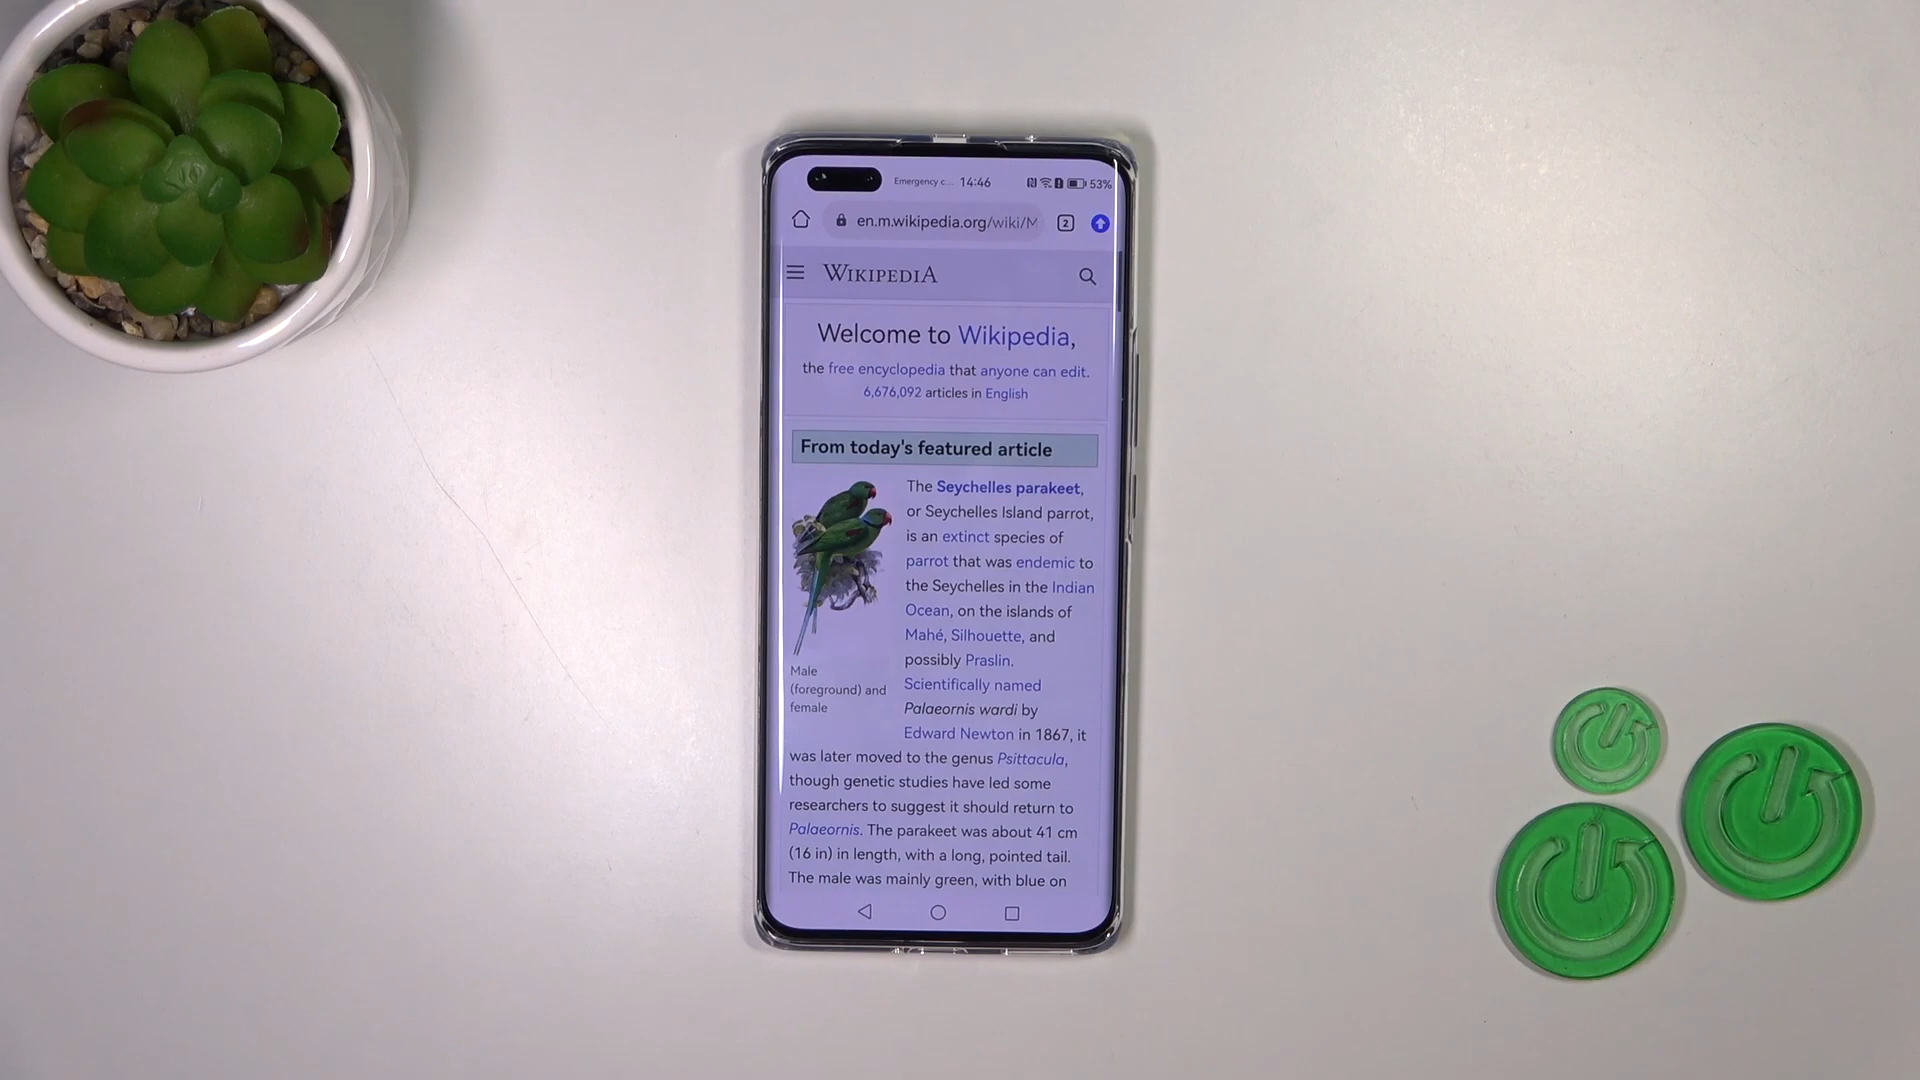 Emergency c... 14:46 53%
en.m.wikipedia.org/wiki/M 2
WIKIPEDIA
Welcome to Wikipedia,
the free encyclopedia that anyone can edit.
6,676,092 articles in English
From today's featured article
The Seychelles parakeet,
or Seychelles Island parrot,
is an extinct species of
parrot that was endemic to
the Seychelles in the Indian
Ocean, on the islands of
Mahé, Silhouette, and
possibly Praslin.
Scientifically named
Palaeornis wardi by
Edward Newton in 1867, it
Male
(foreground) and
female
was later moved to the genus Psittacula,
though genetic studies have led some
researchers to suggest it should return to
Palaeornis. The parakeet was about 41 cm
(16 in) in length, with a long, pointed tail.
The male was mainly green, with blue on